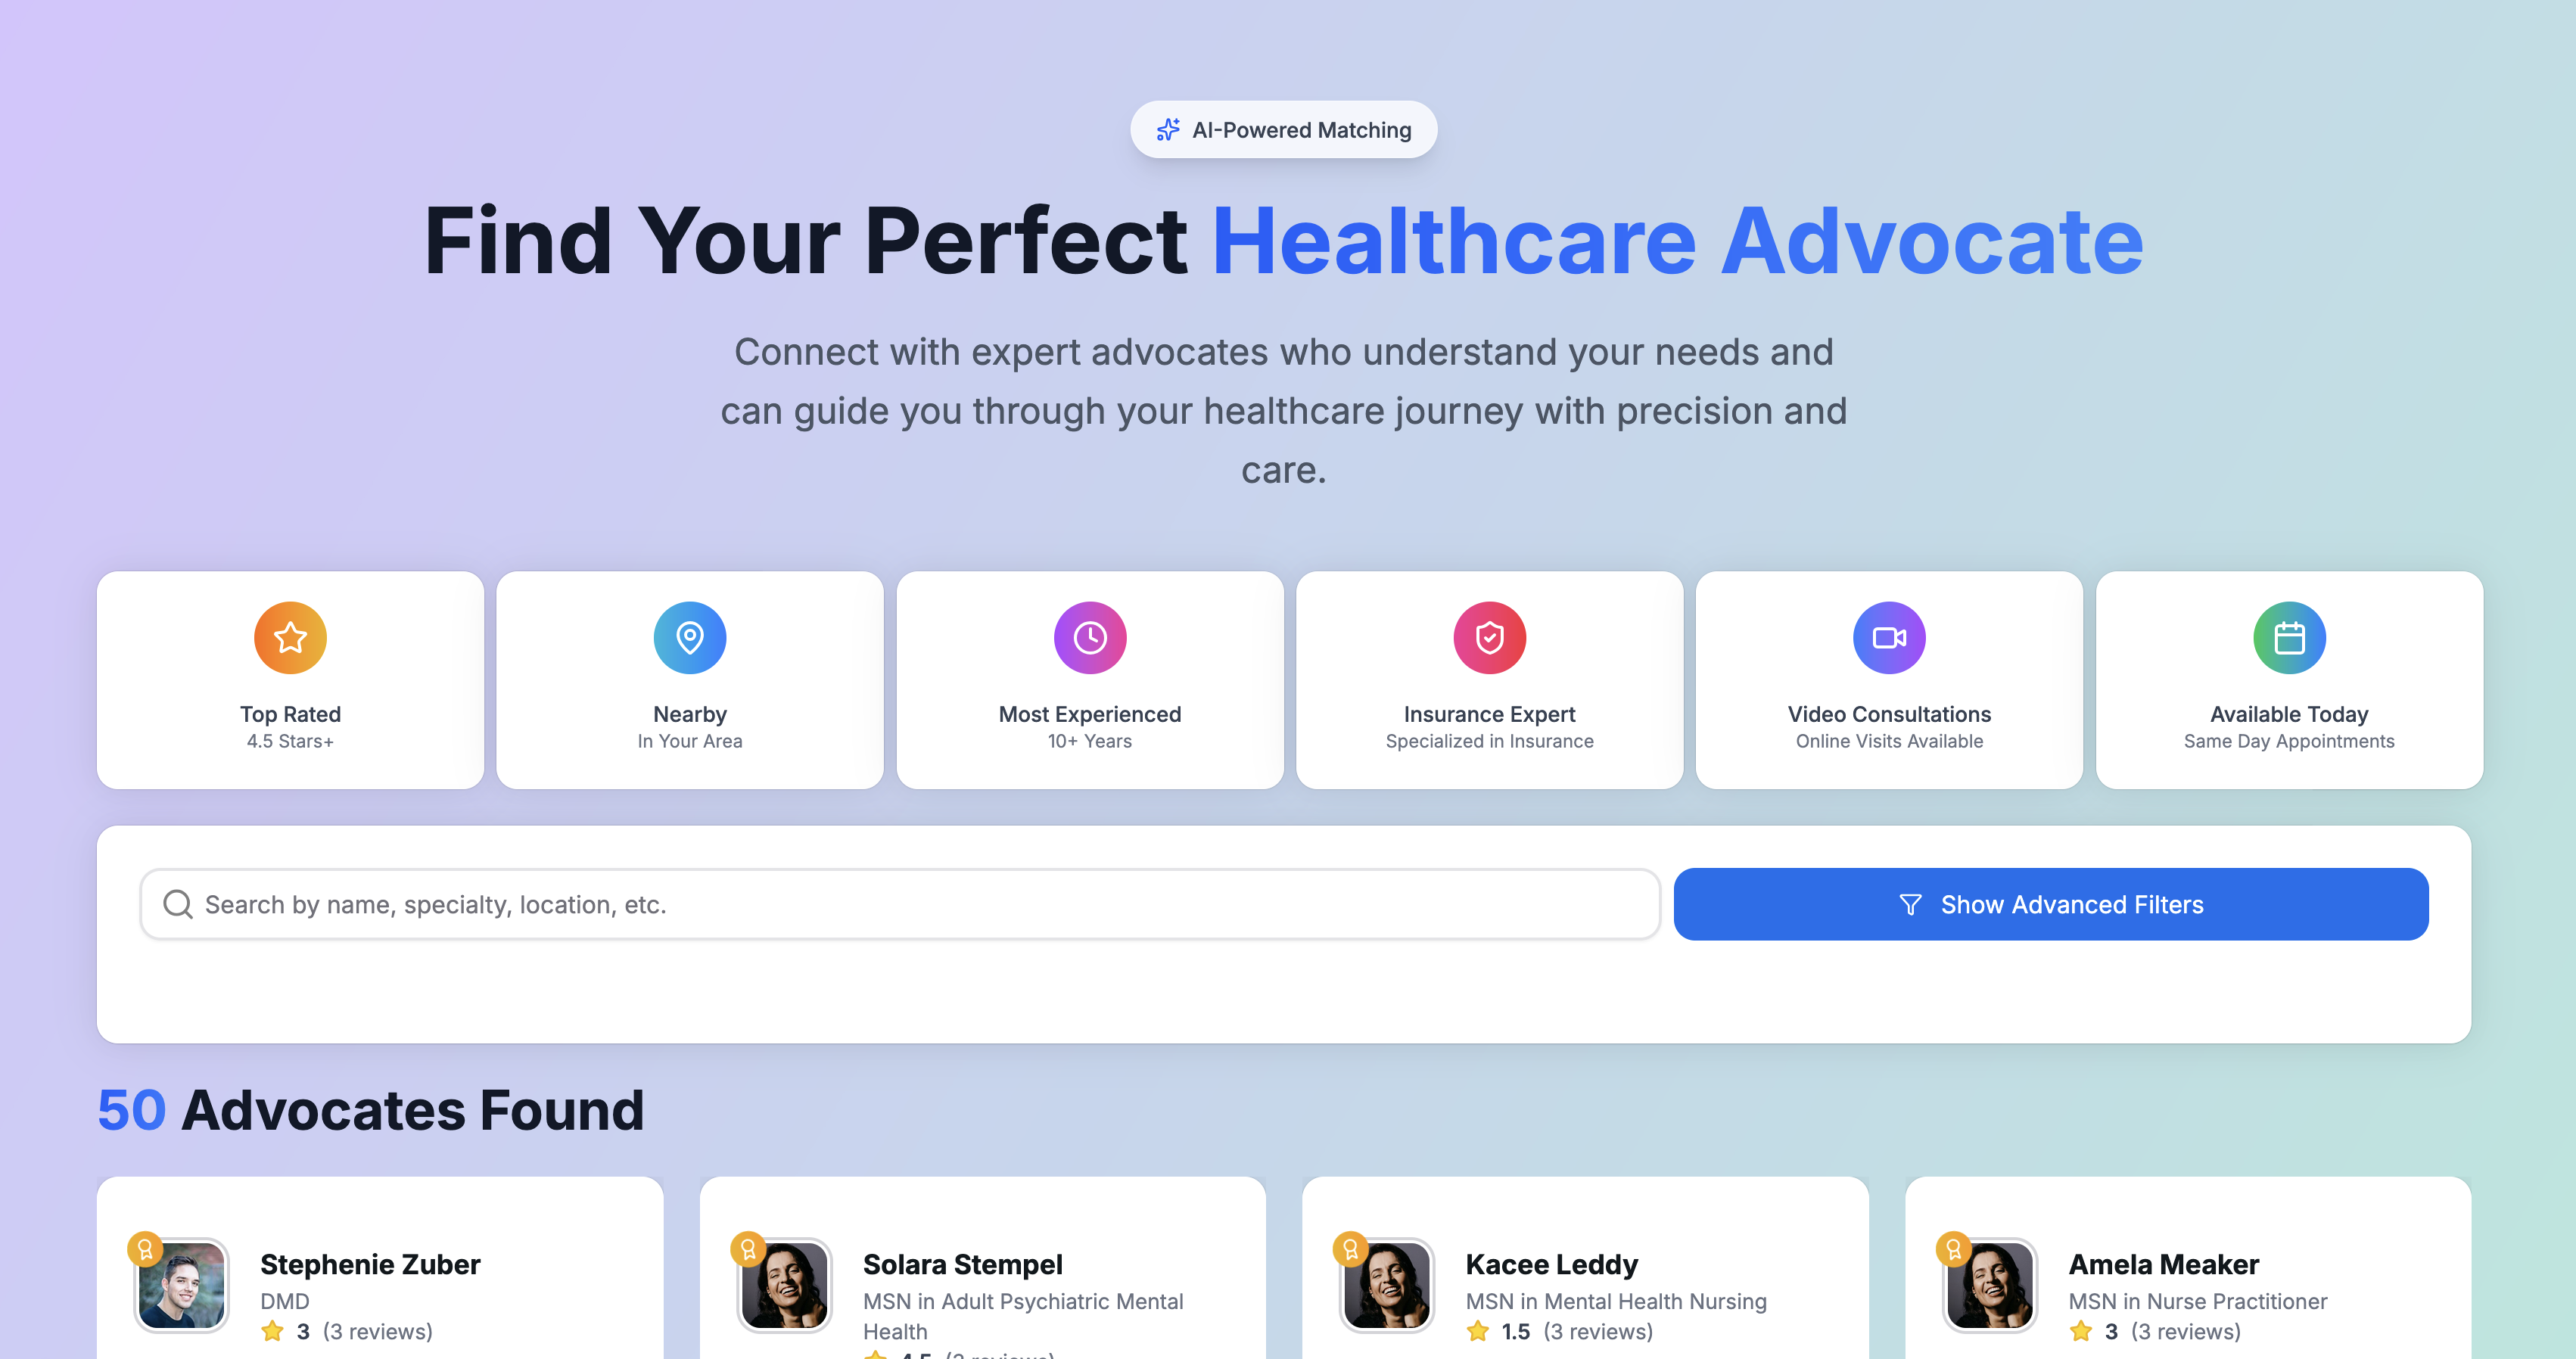 AI-Powered Matching
Find Your Perfect Healthcare Advocate
Connect with expert advocates who understand your needs and
can guide you through your healthcare journey with precision and
care.
Top Rated
4.5 Stars+
Nearby
In Your Area
Most Experienced
10+ Years
Insurance Expert
Specialized in Insurance
Video Consultations
Online Visits Available
Available Today
Same Day Appointments
Search by name, specialty, location, etc.
Show Advanced Filters
50 Advocates Found
Stephenie Zuber
DMD
3 (3 reviews)
Solara Stempel
MSN in Adult Psychiatric Mental
Health
4.5 (3 reviews)
Kacee Leddy
MSN in Mental Health Nursing
1.5 (3 reviews)
Amela Meaker
MSN in Nurse Practitioner
3 (3 reviews)